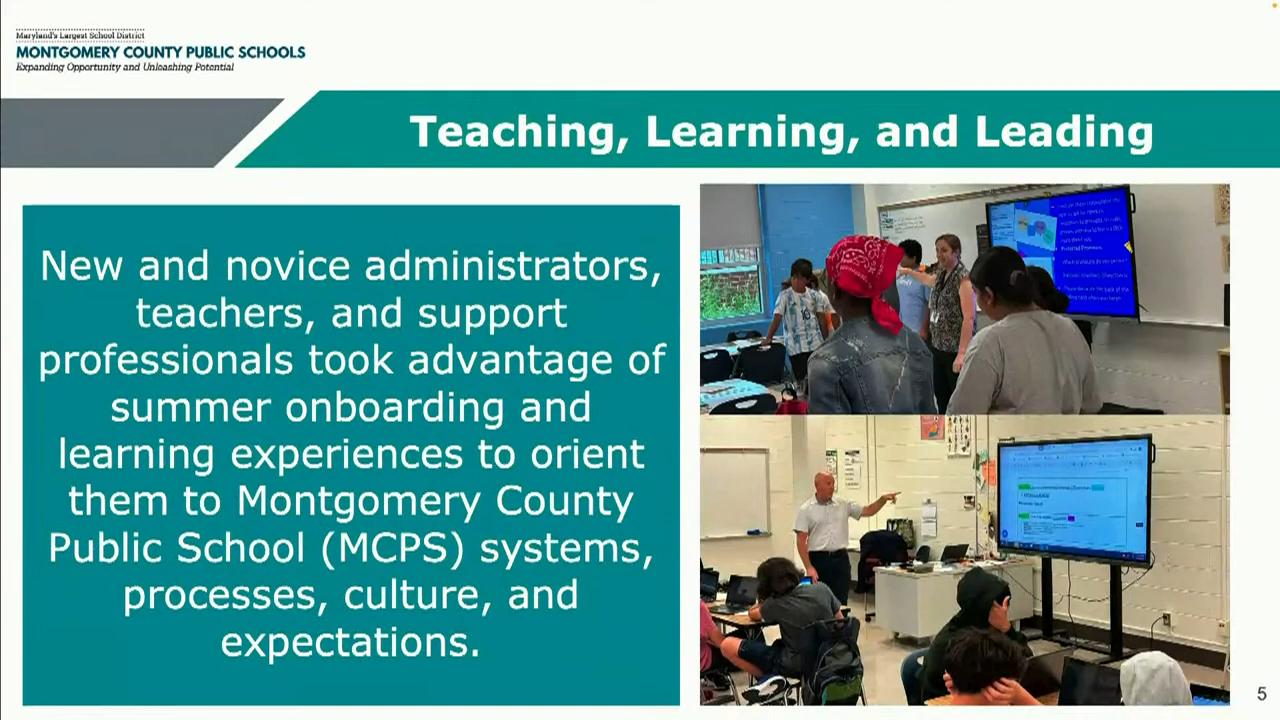 Maryland's Largest School District
MONTGOMERY COUNTY PUBLIC SCHOOLS
Expanding Opportunity and Unleashing Potential
Teaching, Learning, and Leading
New and novice administrators,
teachers, and support
professionals took advantage of
summer onboarding and
learning experiences to orient
them to Montgomery County
Public School (MCPS) systems,
processes, culture, and
expectations.
10
5